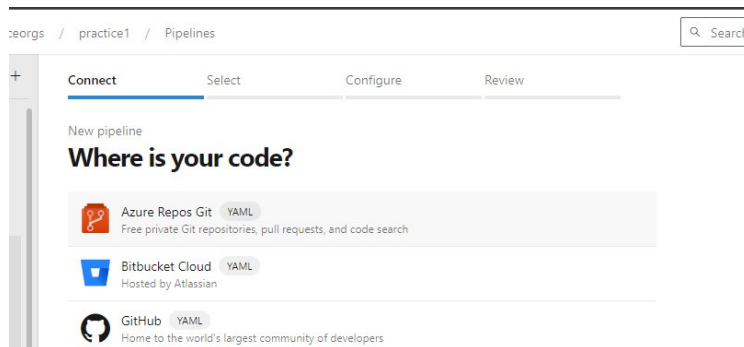 ceorgs / practice1 / Pipelines
Search
+
Connect Select Configure Review
New pipeline
Where is your code?
Azure Repos Git YAML
Free private Git repositories, pull requests, and code search
Bitbucket Cloud YAML
Hosted by Atlassian
GitHub YAML
Home to the world's largest community of developers